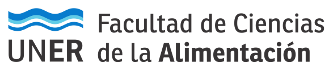 UNER
Facultad de Ciencias
de la Alimentación